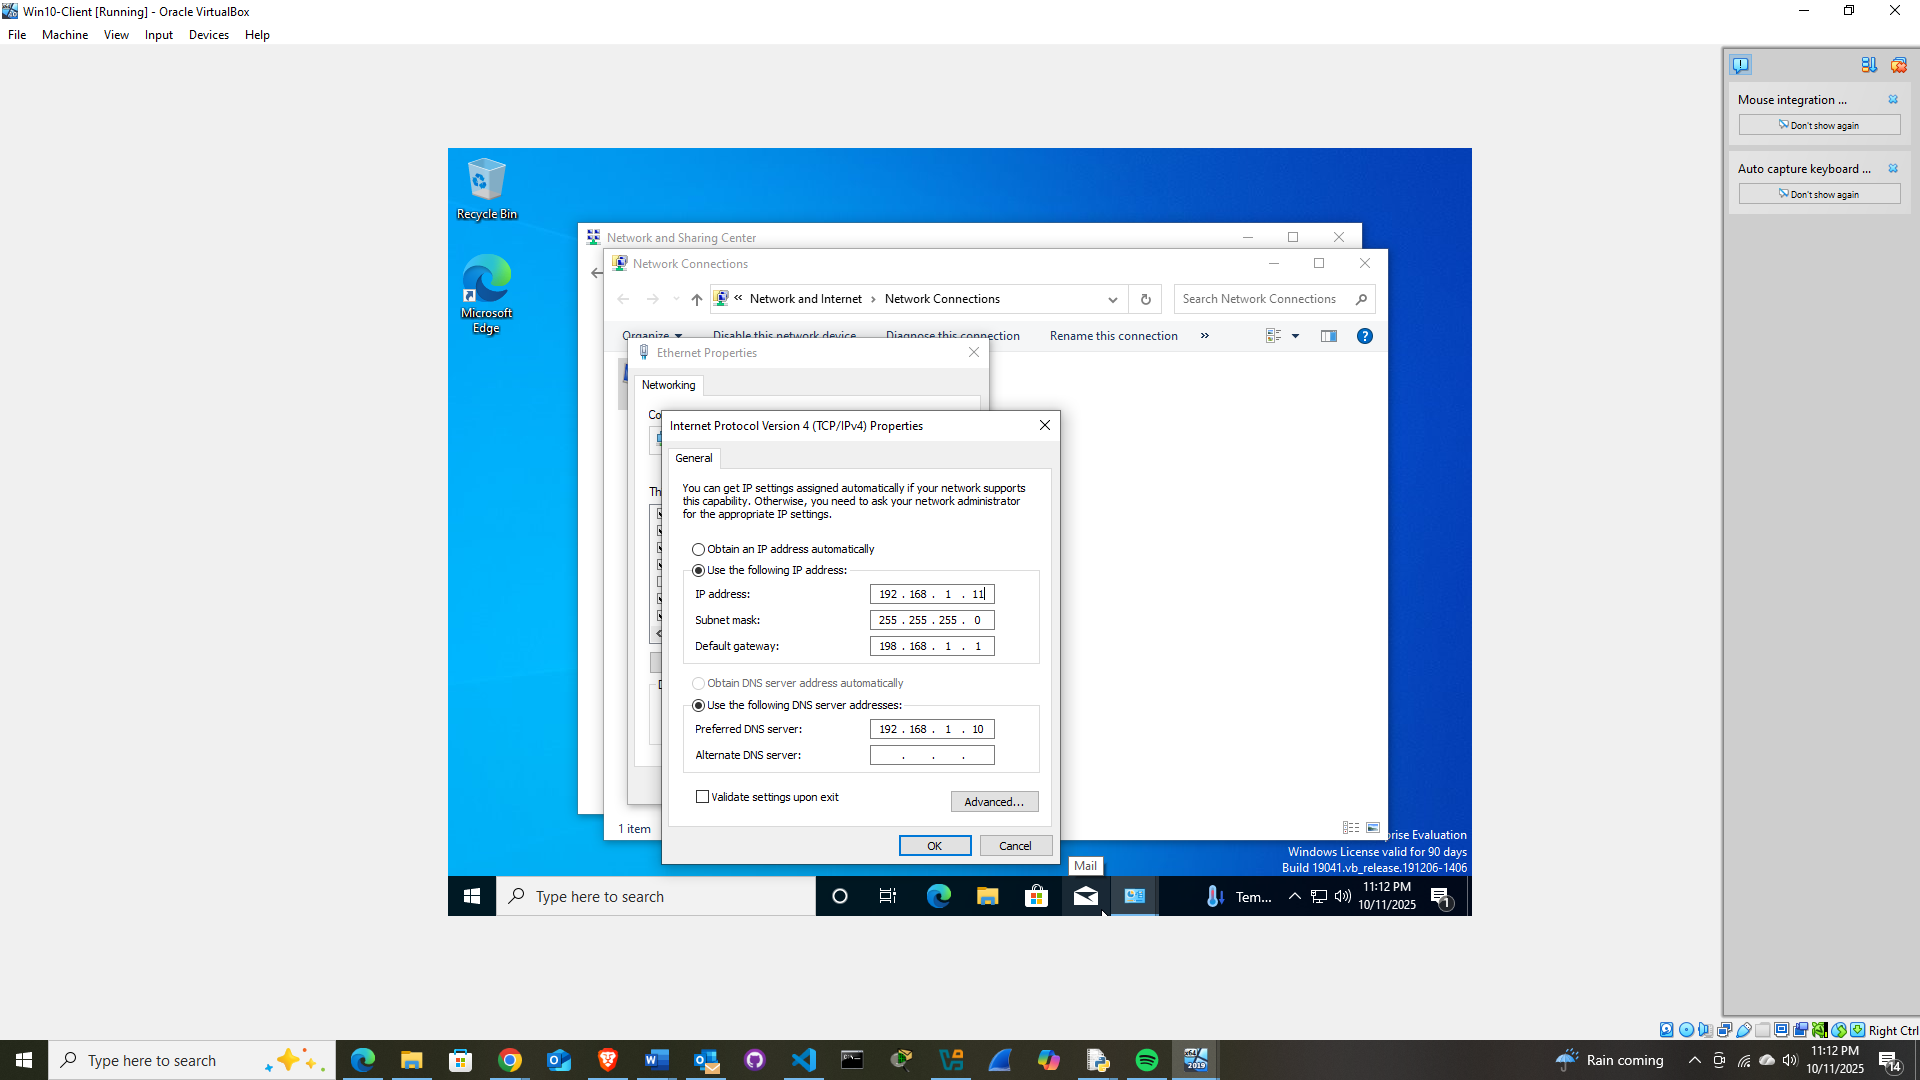 Win10-Client [Running] - Oracle VirtualBox
File Machine View Input Devices Help
Mouse integration ...
Don't show again
Auto capture keyboard ...
Don't show again
Recycle Bin
Microsoft
Edge
Network and Sharing Center
Network Connections
« Network and Internet > Network Connections
Search Network Connections
Organize Disable this network device Diagnose this connection Rename this connection »
Ethernet Properties
Networking
Co
Th
Internet Protocol Version 4 (TCP/IPv4) Properties
General
You can get IP settings assigned automatically if your network supports
this capability. Otherwise, you need to ask your network administrator
for the appropriate IP settings.
Obtain an IP address automatically
Use the following IP address:
IP address: 192 . 168 . 1 . 11
Subnet mask: 255 . 255 . 255 . 0
Default gateway: 198 . 168 . 1 . 1
Obtain DNS server address automatically
Use the following DNS server addresses:
Preferred DNS server: 192 . 168 . 1 . 10
Alternate DNS server: . . .
Validate settings upon exit
Advanced...
OK Cancel
1 item
Mail
prise Evaluation
Windows License valid for 90 days
Build 19041.vb_release.191206-1406
Type here to search
Tem...
11:12 PM
10/11/2025
1
Right Ctrl
Type here to search
Rain coming
11:12 PM
10/11/2025
14